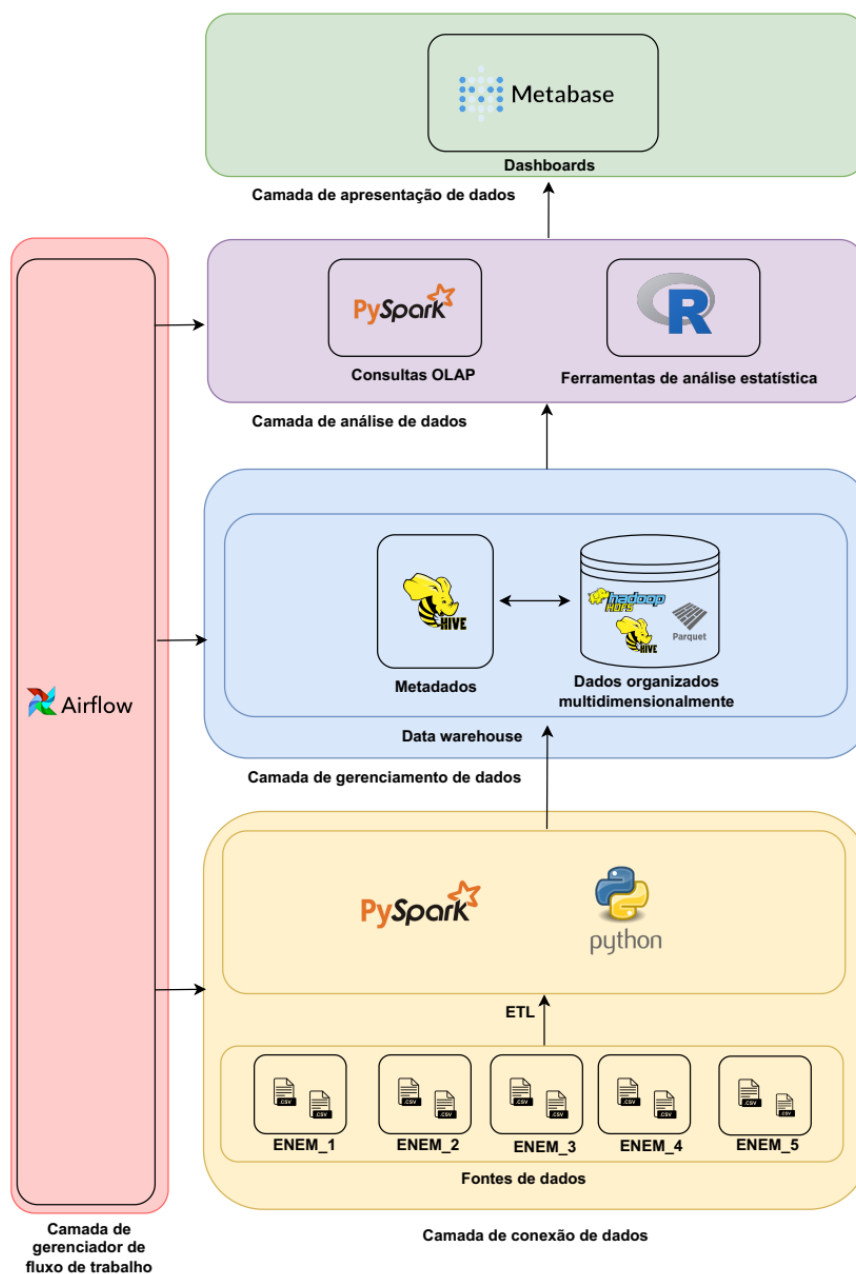 Metabase
Dashboards
Camada de apresentação de dados
PySpark
R
Consultas OLAP
Ferramentas de análise estatística
Camada de análise de dados
HIVE
hadoop
HDFS
HIVE
Parquet
Metadados
Dados organizados
multidimensionalmente
Data warehouse
Camada de gerenciamento de dados
Airflow
PySpark
python
ETL
.CSV
.CSV
.CSV
.CSV
.CSV
.CSV
.CSV
.CSV
.CSV
.CSV
ENEM_1
ENEM_2
ENEM_3
ENEM_4
ENEM_5
Fontes de dados
Camada de conexão de dados
Camada de
gerenciador de
fluxo de trabalho